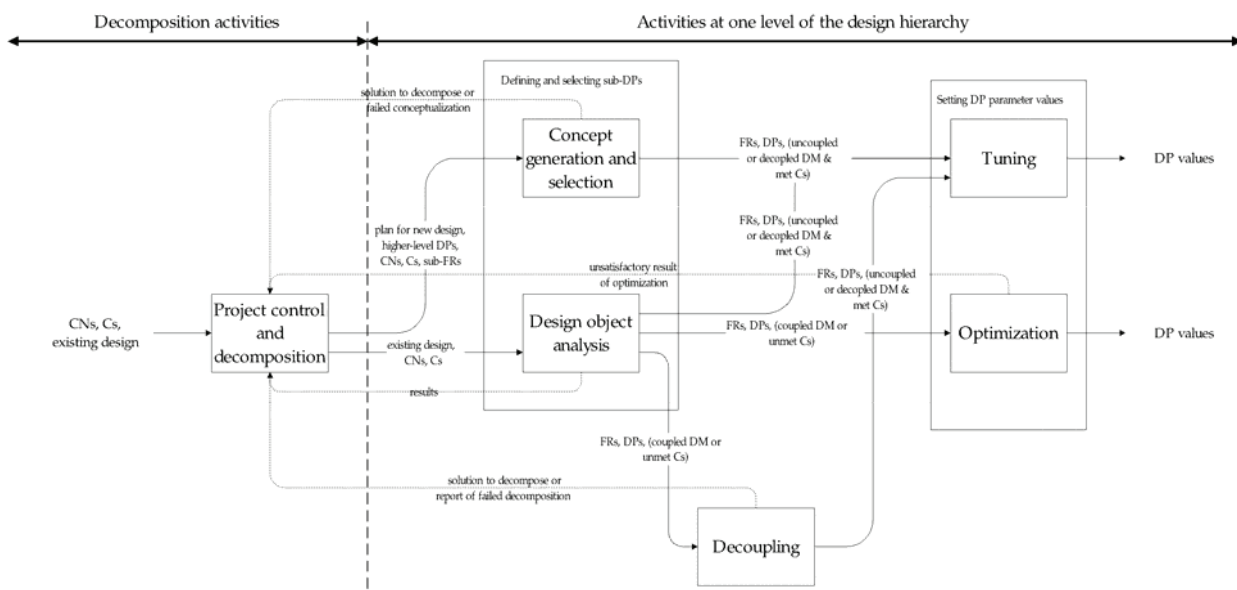 Decomposition activities
Activities at one level of the design hierarchy
Defining and selecting sub-DPs
solution to decompose or
failed conceptualization
Concept
generation and
selection
Setting DP parameter values
FRs, DPs, (uncoupled
or decopled DM &
met Cs)
Tuning
DP values
plan for new design,
higher-level DPs,
CNs, Cs, sub-FRs
FRs, DPs, (uncoupled
or decopled DM &
met Cs)
unsatisfactory result
of optimization
FRs, DPs, (uncoupled
or decopled DM &
met Cs)
CNs, Cs,
existing design
Project control
and
decomposition
existing design,
CNs, Cs
Design object
analysis
FRs, DPs, (coupled DM or
unmet Cs)
Optimization
DP values
results
FRs, DPs, (coupled DM or
unmet Cs)
solution to decompose or
report of failed decomposition
Decoupling